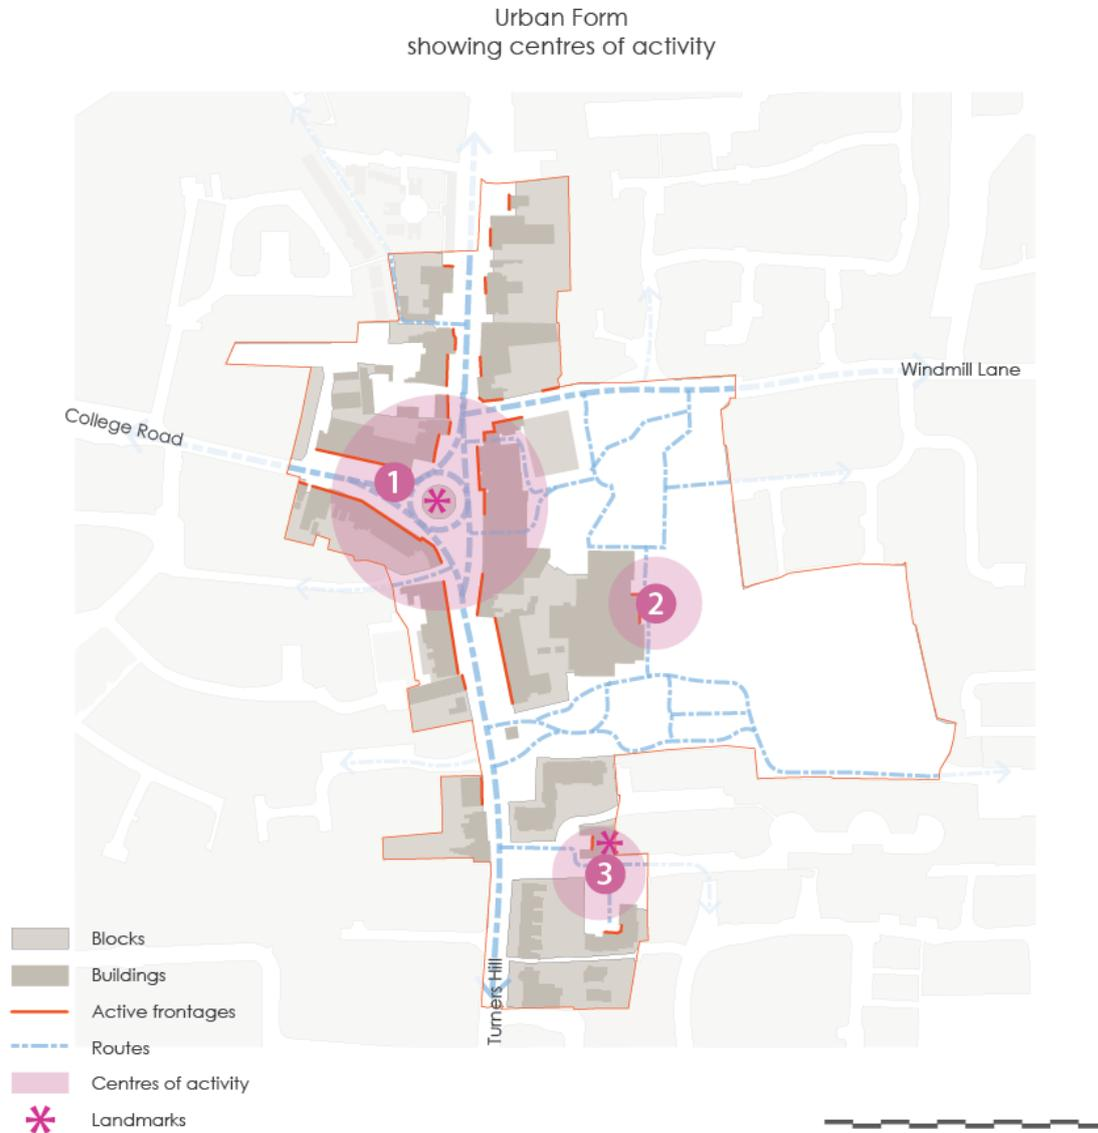 Urban Form
showing centres of activity
Windmill Lane
College Road
1
2
3
Turners Hill
Blocks
Buildings
Active frontages
Routes
Centres of activity
Landmarks